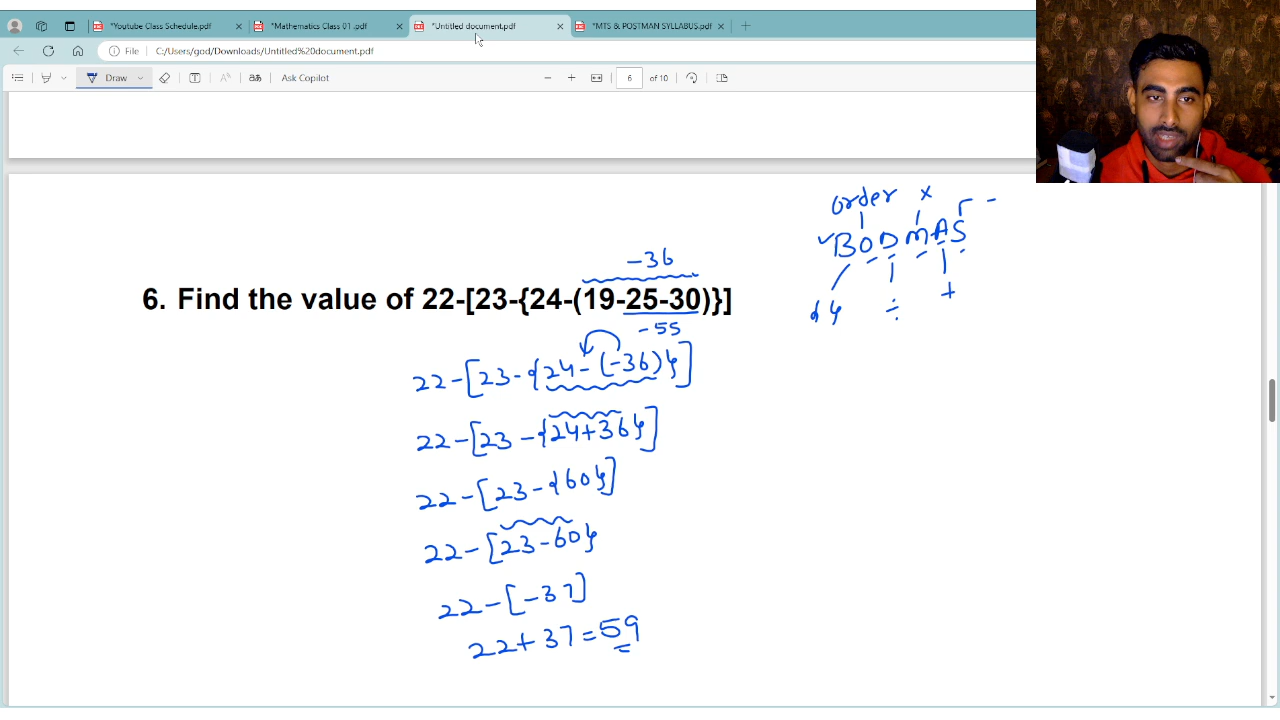 *Youtube Class Schedule.pdf
*Mathematics Class 01 .pdf
*Untitled document.pdf
*MTS & POSTMAN SYLLABUS.pdf
File C:/Users/god/Downloads/Untitled%20document.pdf
Draw
Ask Copilot
6 of 10
order × -
BODMAS
÷ +
-36
6. Find the value of 22-[23-{24-(19-25-30)}]
-55
22-[23-{24-(-36)}]
22-[23-{24+36}]
22-[23-{60}]
22-[23-60}
22-[-37]
22+37=59